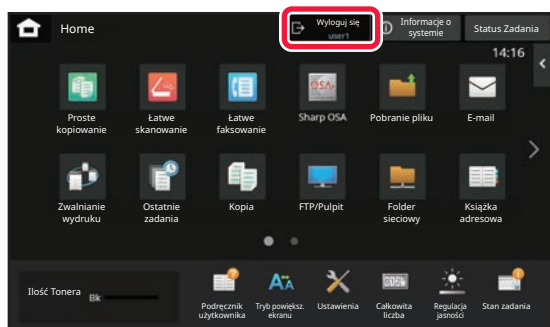 Home
Wyloguj się
user1
Informacje o
systemie
Status Zadania
14:16
Proste
kopiowanie
Łatwe
skanowanie
Łatwe
faksowanie
OSA
Sharp OSA
Pobranie pliku
E-mail
Zwalnianie
wydruku
Ostatnie
zadania
Kopia
FTP/Pulpit
Folder
sieciowy
Książka
adresowa
Ilość Tonera
Bk
Podręcznik
użytkownika
Tryb powiększ.
ekranu
Ustawienia
Całkowita
liczba
Regulacja
jasności
Stan zadania